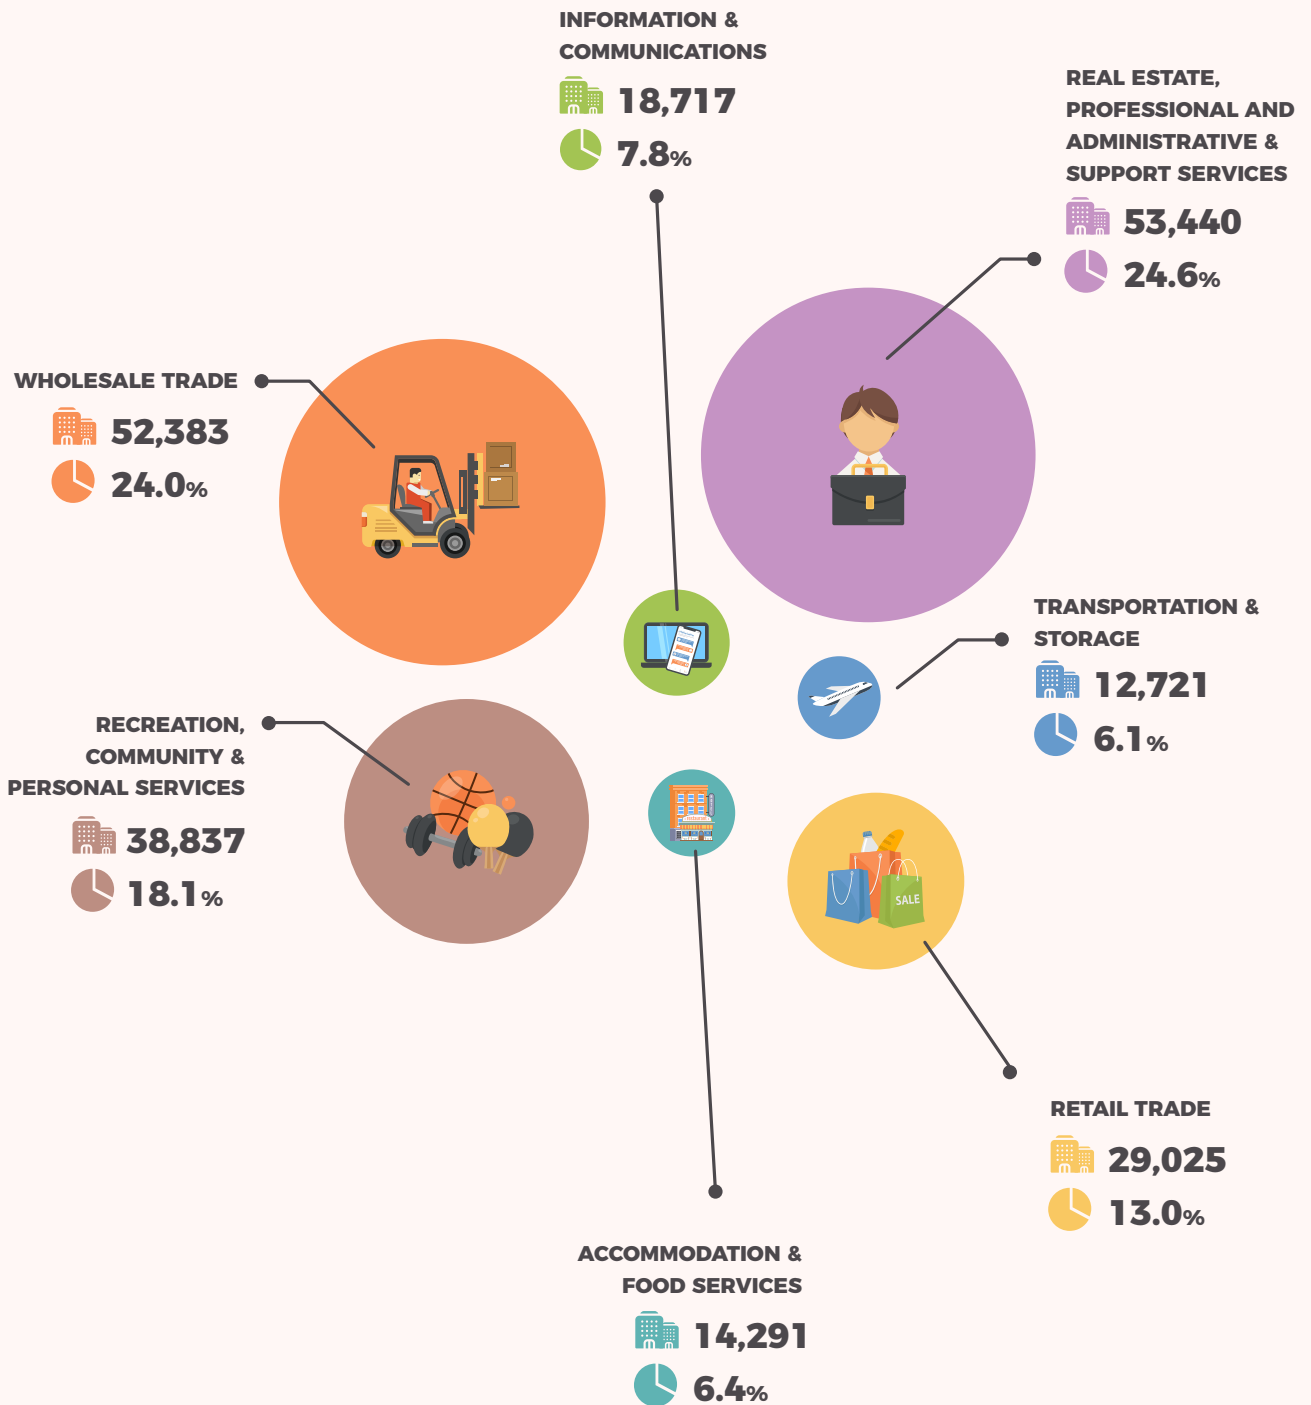 INFORMATION &
COMMUNICATIONS
18,717
7.8%
REAL ESTATE,
PROFESSIONAL AND
ADMINISTRATIVE &
SUPPORT SERVICES
53,440
24.6%
WHOLESALE TRADE
52,383
24.0%
TRANSPORTATION &
STORAGE
12,721
6.1%
RECREATION,
COMMUNITY &
PERSONAL SERVICES
38,837
18.1%
SALE
RETAIL TRADE
29,025
13.0%
ACCOMMODATION &
FOOD SERVICES
14,291
6.4%